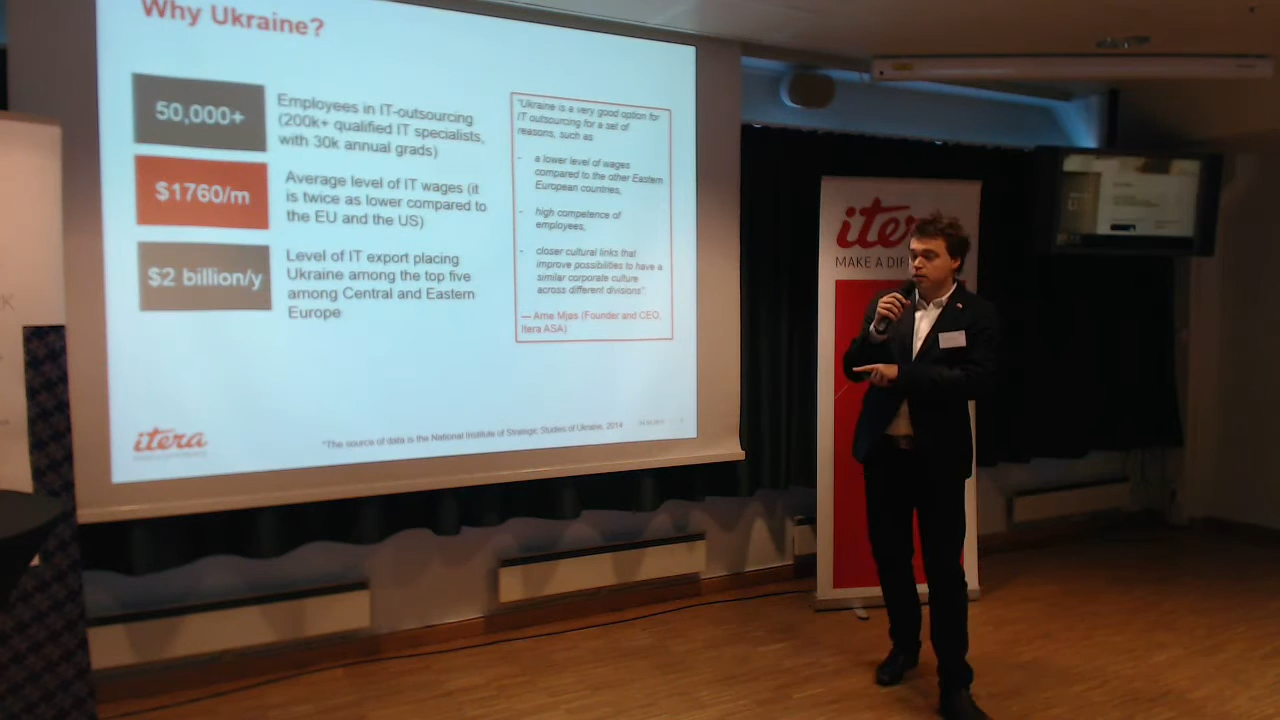 Why Ukraine?
50,000+
Employees in IT-outsourcing
(200k+ qualified IT specialists,
with 30k annual grads)
$1760/m
Average level of IT wages (it
is twice as lower compared to
the EU and the US)
$2 billion/y
Level of IT export placing
Ukraine among the top five
among Central and Eastern
Europe
"Ukraine is a very good option for
IT outsourcing for a set of
reasons, such as
- a lower level of wages
compared to the other Eastern
European countries,
- high competence of
employees,
- closer cultural links that
improve possibilities to have a
similar corporate culture
across different divisions"
— Arne Mjøs (Founder and CEO,
Itera ASA)
itera
*The source of data is the National Institute of Strategic Studies of Ukraine, 2014
itera
MAKE A DIF